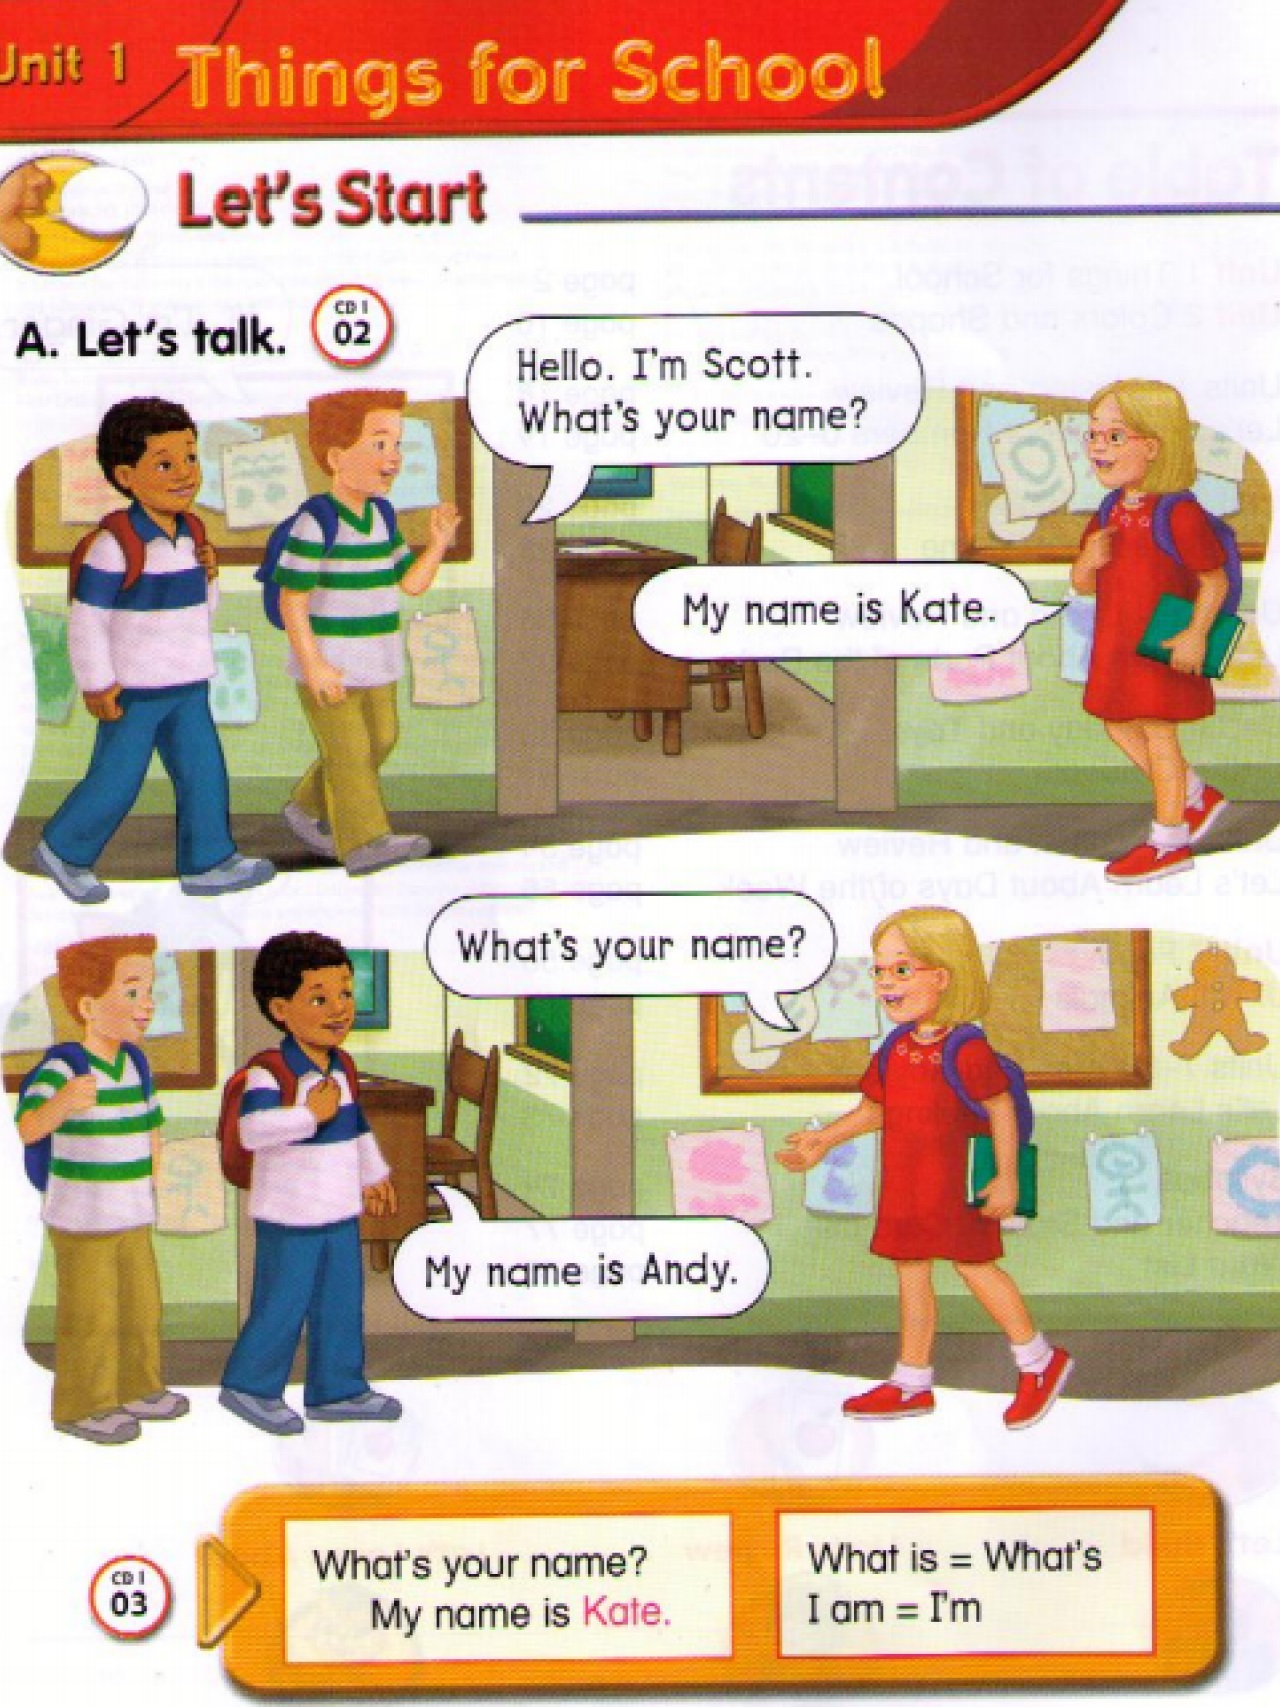 Unit 1 Things for School
Let's Start
A. Let's talk.
CD 1
02
Hello. I'm Scott.
What's your name?
My name is Kate.
What's your name?
My name is Andy.
CD 1
03
What's your name?
My name is Kate.
What is = What's
I am = I'm